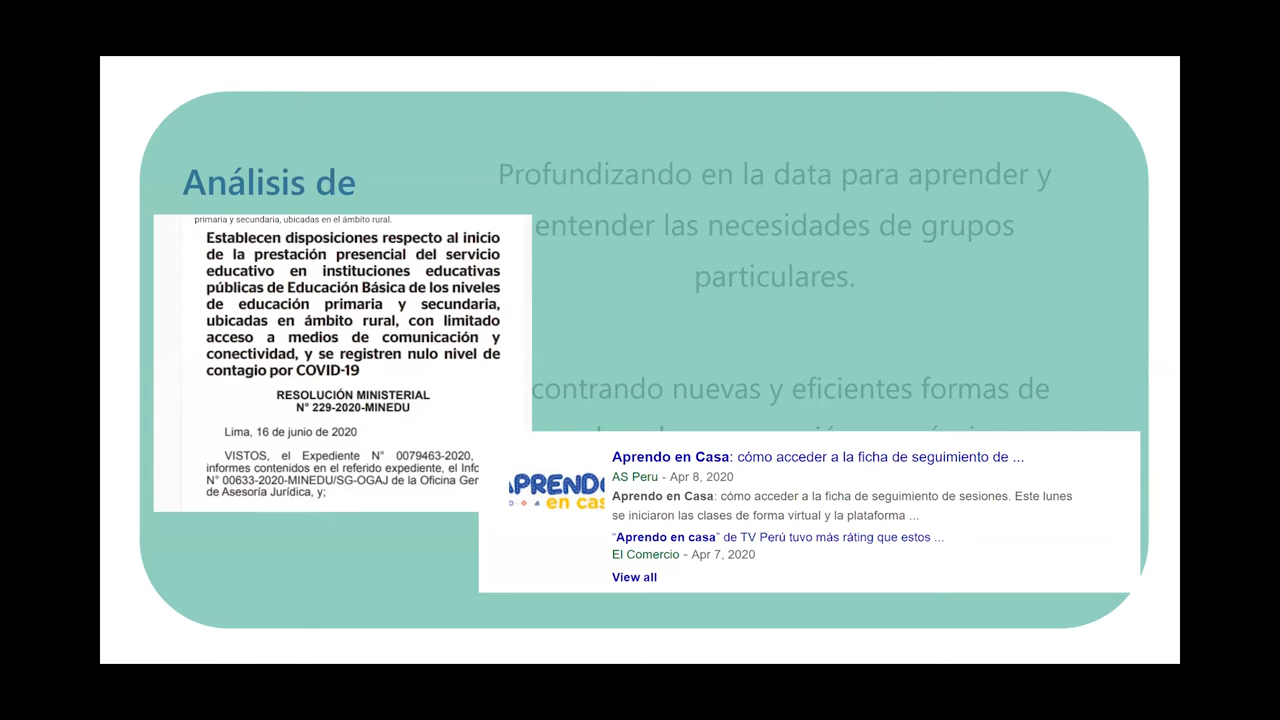 Análisis de
Profundizando en la data para aprender y
entender las necesidades de grupos
particulares.
contrando nuevas y eficientes formas de
primaria y secundaria, ubicadas en el ámbito rural.
Establecen disposiciones respecto al inicio
de la prestación presencial del servicio
educativo en instituciones educativas
públicas de Educación Básica de los niveles
de educación primaria y secundaria,
ubicadas en ámbito rural, con limitado
acceso a medios de comunicación y
conectividad, y se registren nulo nivel de
contagio por COVID-19
RESOLUCIÓN MINISTERIAL
N° 229-2020-MINEDU
Lima, 16 de junio de 2020
VISTOS, el Expediente N° 0079463-2020,
informes contenidos en el referido expediente, el Info
N° 00633-2020-MINEDU/SG-OGAJ de la Oficina Ger
de Asesoría Jurídica, y;
APRENDO
en cas
Aprendo en Casa: cómo acceder a la ficha de seguimiento de ...
AS Peru - Apr 8, 2020
Aprendo en Casa: cómo acceder a la ficha de seguimiento de sesiones. Este lunes
se iniciaron las clases de forma virtual y la plataforma ...
“Aprendo en casa” de TV Perú tuvo más ráting que estos ...
El Comercio - Apr 7, 2020
View all